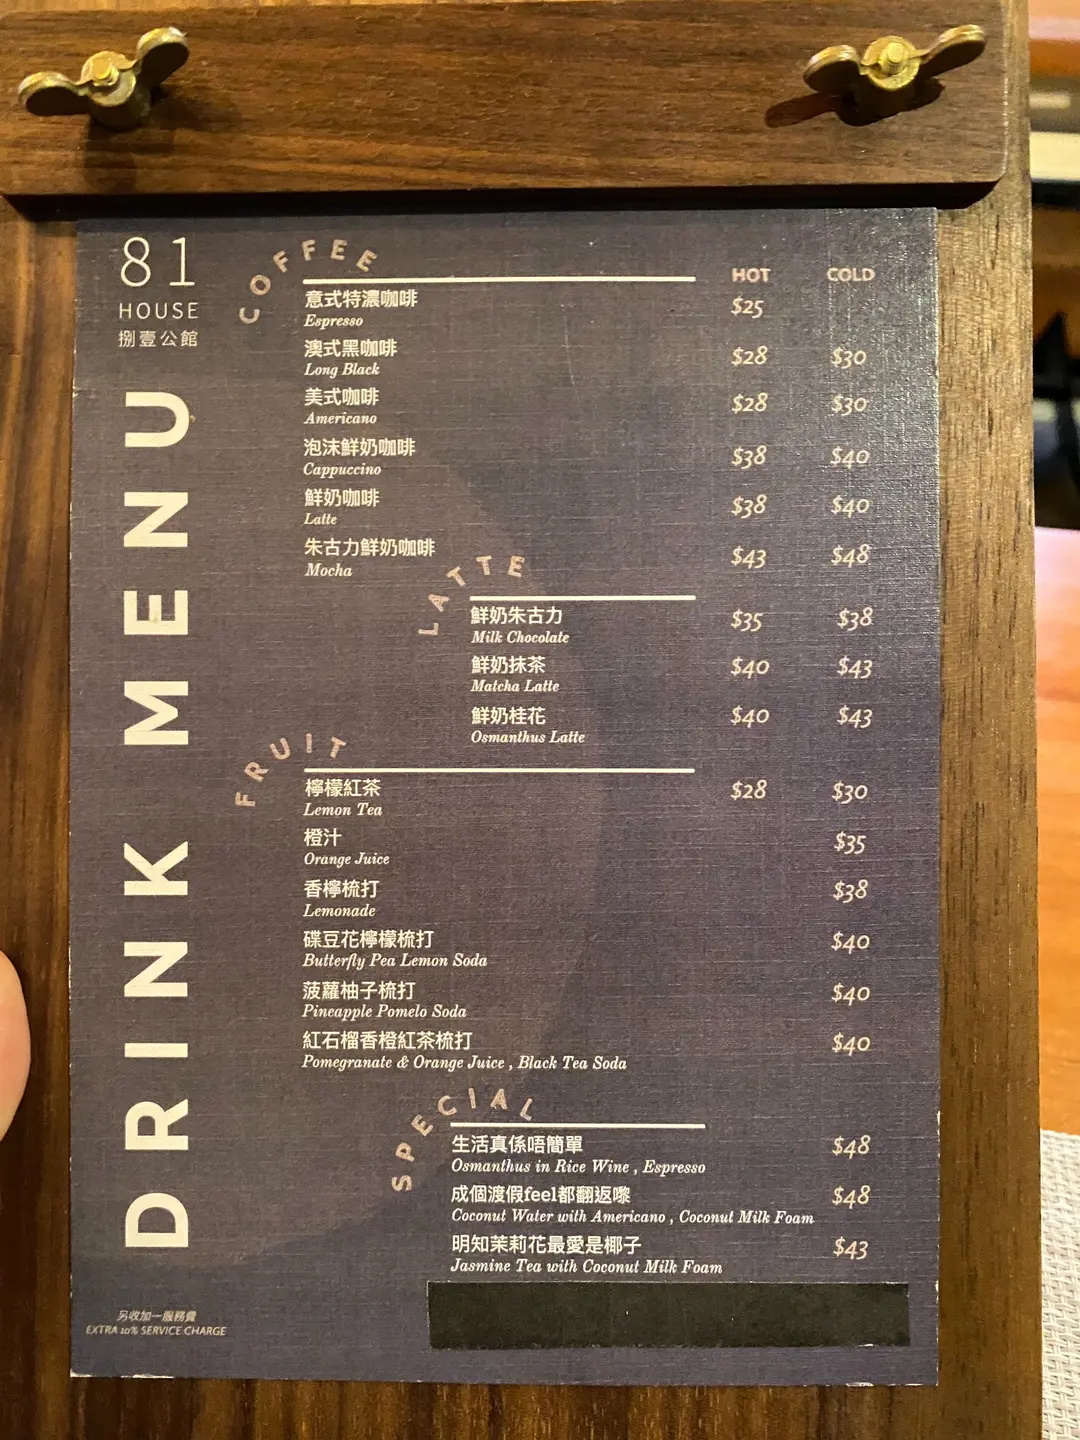 81
HOUSE
捌壹公館
DRINK MENU
COFFEE
HOT COLD
意式特濃咖啡
Espresso
$25
澳式黑咖啡
Long Black
$28 $30
美式咖啡
Americano
$28 $30
泡沫鮮奶咖啡
Cappuccino
$38 $40
鮮奶咖啡
Latte
$38 $40
朱古力鮮奶咖啡
Mocha
$43 $48
LATTE
鮮奶朱古力
Milk Chocolate
$35 $38
鮮奶抹茶
Matcha Latte
$40 $43
鮮奶桂花
Osmanthus Latte
$40 $43
FRUIT
檸檬紅茶
Lemon Tea
$28 $30
橙汁
Orange Juice
$35
香檸梳打
Lemonade
$38
碟豆花檸檬梳打
Butterfly Pea Lemon Soda
$40
菠蘿柚子梳打
Pineapple Pomelo Soda
$40
紅石榴香橙紅茶梳打
Pomegranate & Orange Juice , Black Tea Soda
$40
SPECIAL
生活真係唔簡單
Osmanthus in Rice Wine , Espresso
$48
成個渡假feel都翻返嚟
Coconut Water with Americano , Coconut Milk Foam
$48
明知茉莉花最愛是椰子
Jasmine Tea with Coconut Milk Foam
$43
另收加一服務費
EXTRA 10% SERVICE CHARGE